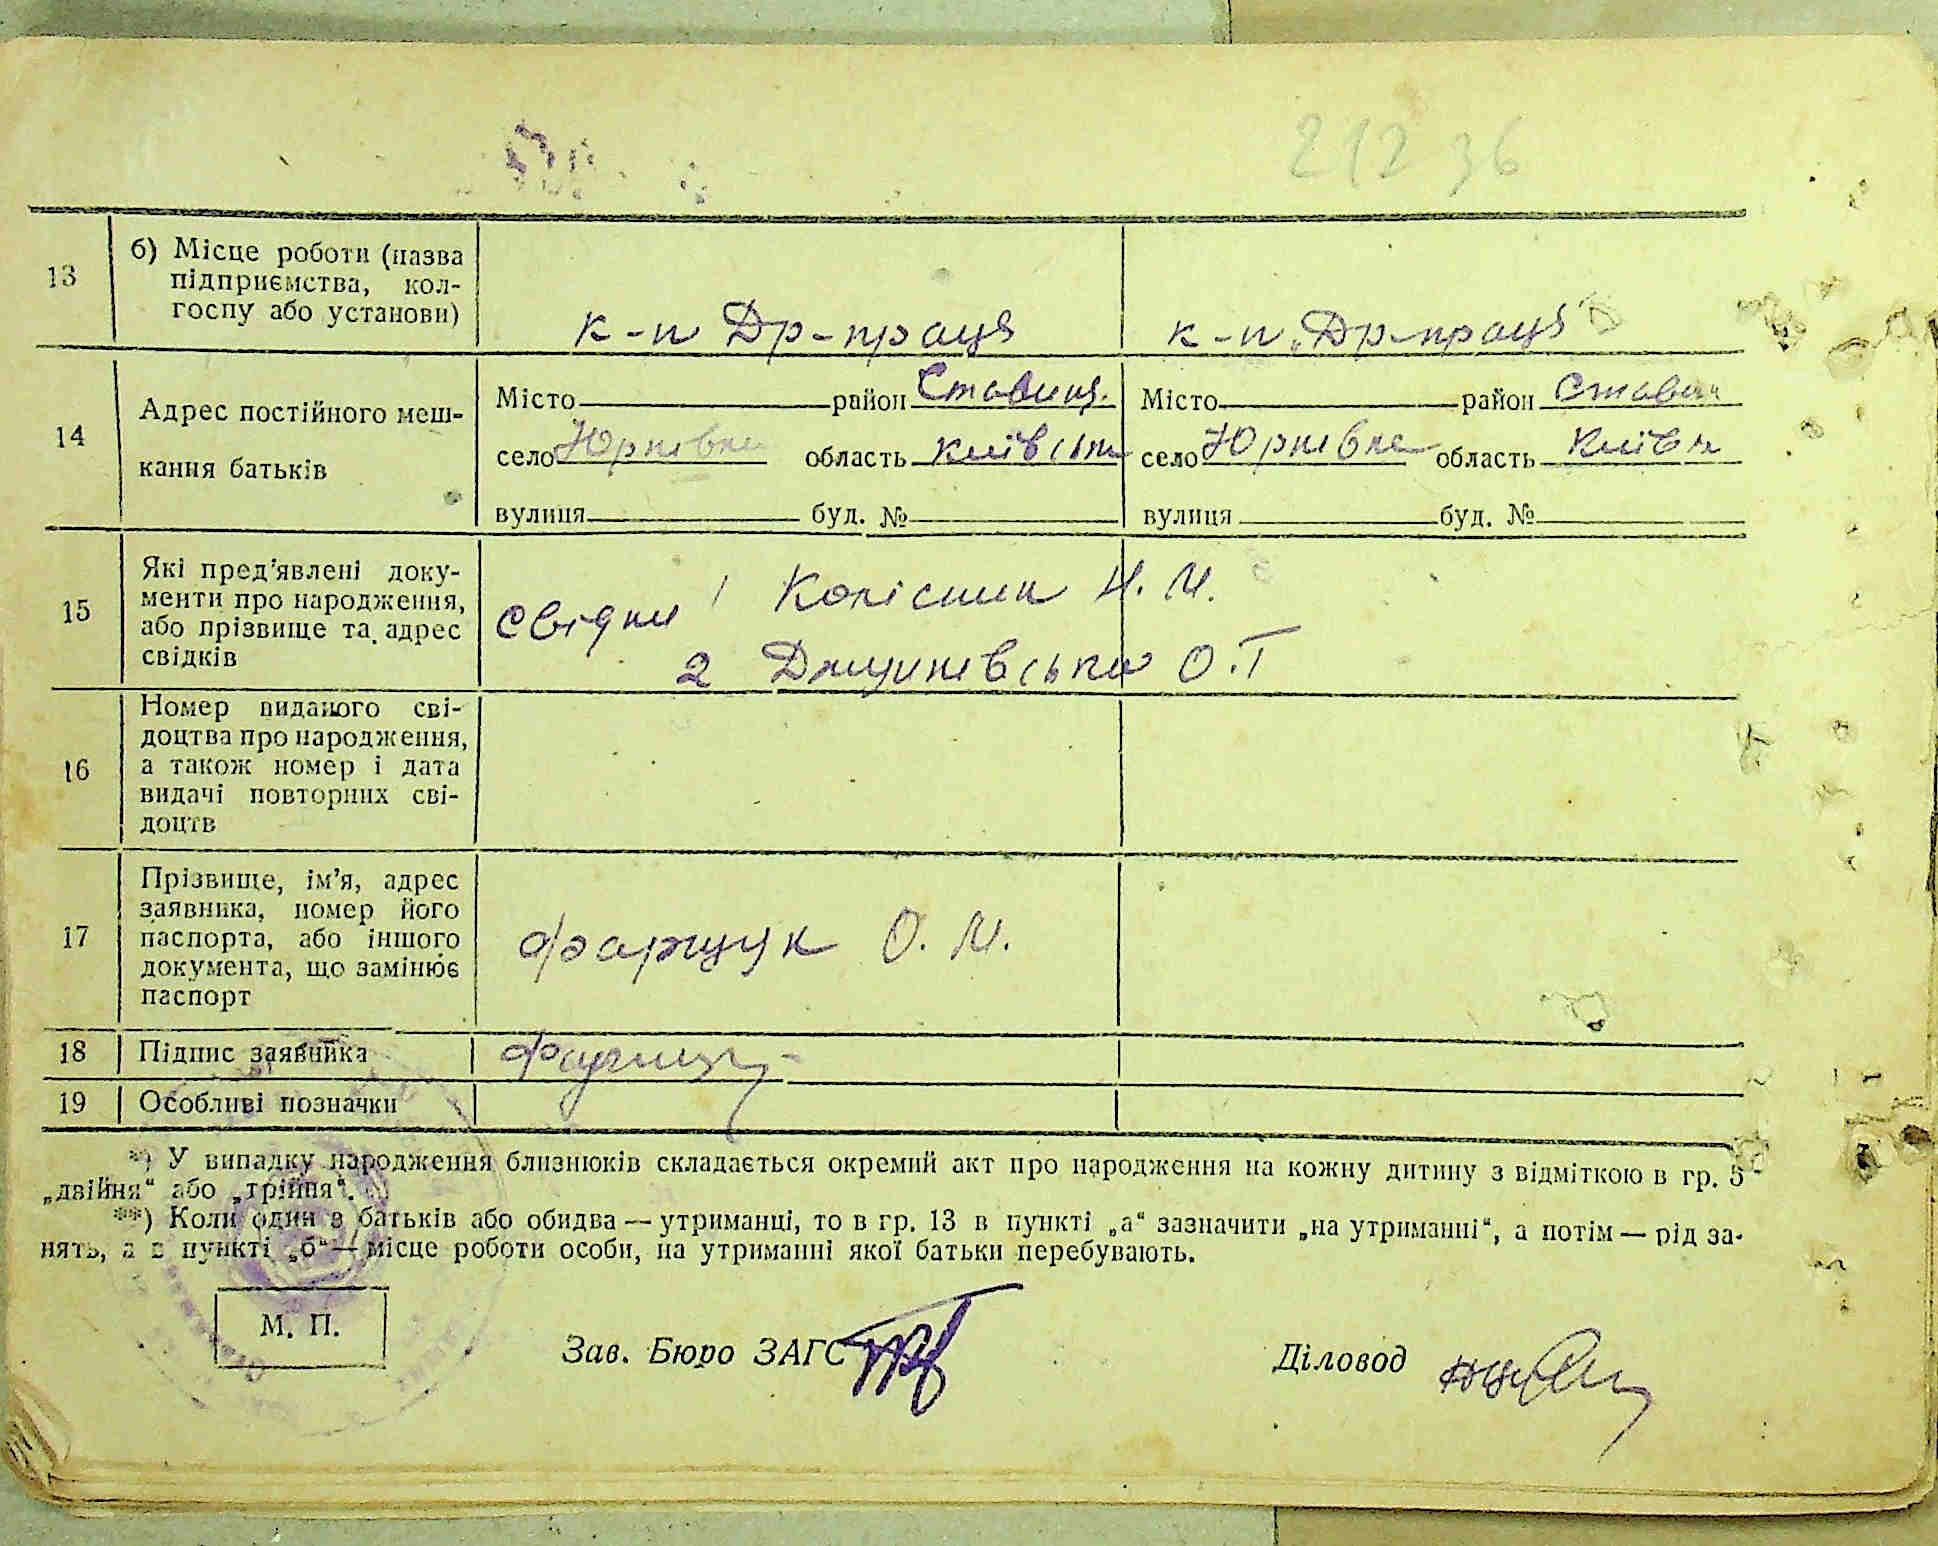 212 36
13 б) Місце роботи (назва
підприємства, кол-
госпу або установи)
к-п Др-праця к-п „Др-праця
14 Адрес постійного меш-
кання батьків
Місто район Ставищ. Місто район Стави
село Юрківка область Київська село Юрківка область Київ
вулиця буд. № вулиця буд. №
15 Які пред'явлені доку-
менти про народження,
або прізвище та адрес
свідків
свідки 1 Колісник Н. М.
2 О.Т
16 Номер виданого сві-
доцтва про народження,
а також номер і дата
видачі повторних сві-
доцтв
17 Прізвище, ім'я, адрес
заявника, номер його
паспорта, або іншого
документа, що замінює
паспорт
Фарщук О. М.
18 Підпис заявника
19 Особливі позначки
*) У випадку народження близнюків складається окремий акт про народження на кожну дитину з відміткою в гр. 5
„двійня“ або „трійня“.
**) Коли один з батьків або обидва — утриманці, то в гр. 13 в пункті „а“ зазначити „на утриманні“, а потім — рід за-
нять, а в пункті „б“ — місце роботи особи, на утриманні якої батьки перебувають.
М. П.
Зав. Бюро ЗАГС Діловод